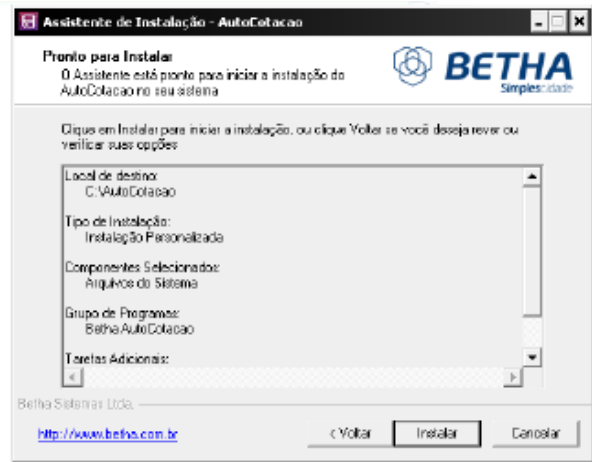 Assistente de Instalação - AutoCotacao
Pronto para Instalar
O Assistente está pronto para iniciar a instalação do
AutoCotacao no seu sistema
BETHA
Simplescidade
Clique em Instalar para iniciar a instalação, ou clique Voltar se você deseja rever ou
verificar suas opções
Local de destino:
C:\AutoCotacao
Tipo de Instalação:
Instalação Personalizada
Componentes Selecionados:
Arquivos do Sistema
Grupo de Programas:
Betha AutoCotacao
Tarefas Adicionais:
Betha Sistemas Ltda.
http://www.betha.com.br
< Voltar
Instalar
Cancelar